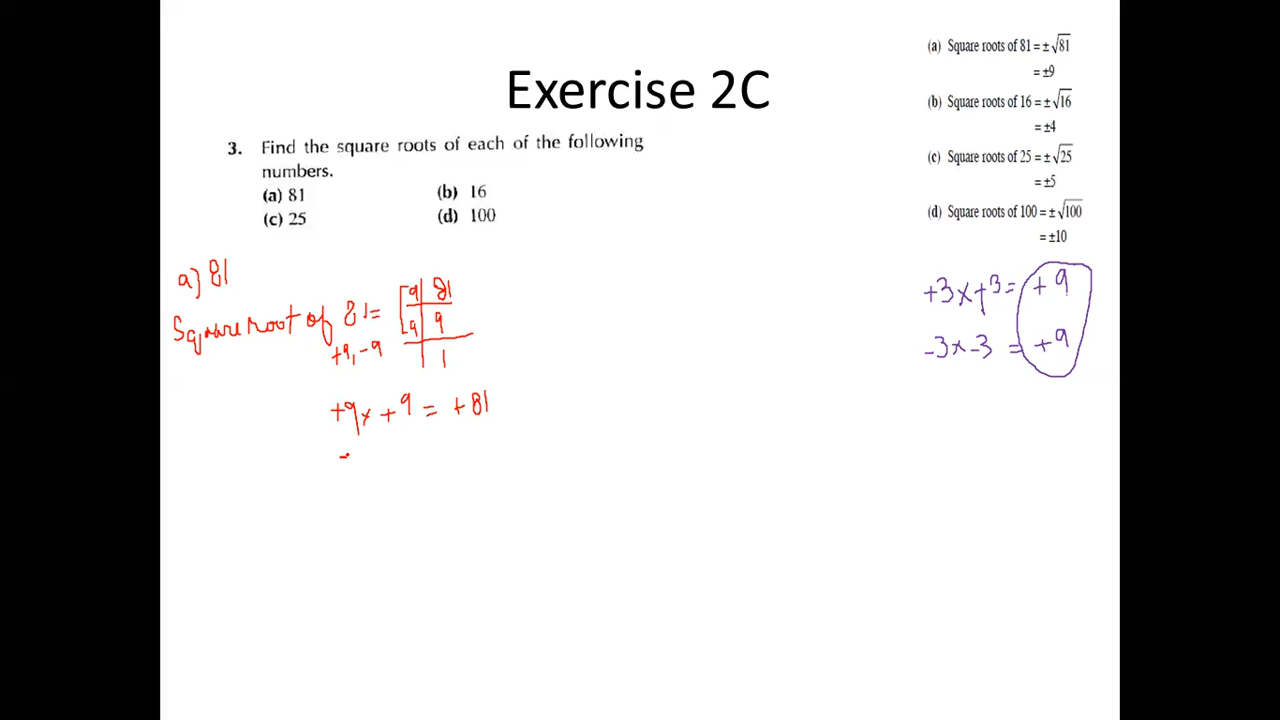 Exercise 2C
3. Find the square roots of each of the following
numbers.
(a) 81 (b) 16
(c) 25 (d) 100
(a) Square roots of 81 = ±√81
= ±9
(b) Square roots of 16 = ±√16
= ±4
(c) Square roots of 25 = ±√25
= ±5
(d) Square roots of 100 = ±√100
= ±10
a) 81
Square root of 81 =
+9, -9
9 | 81
9 | 9
| 1
+9 x +9 = +81
-
+3 x +3 = +9
-3 x -3 = +9